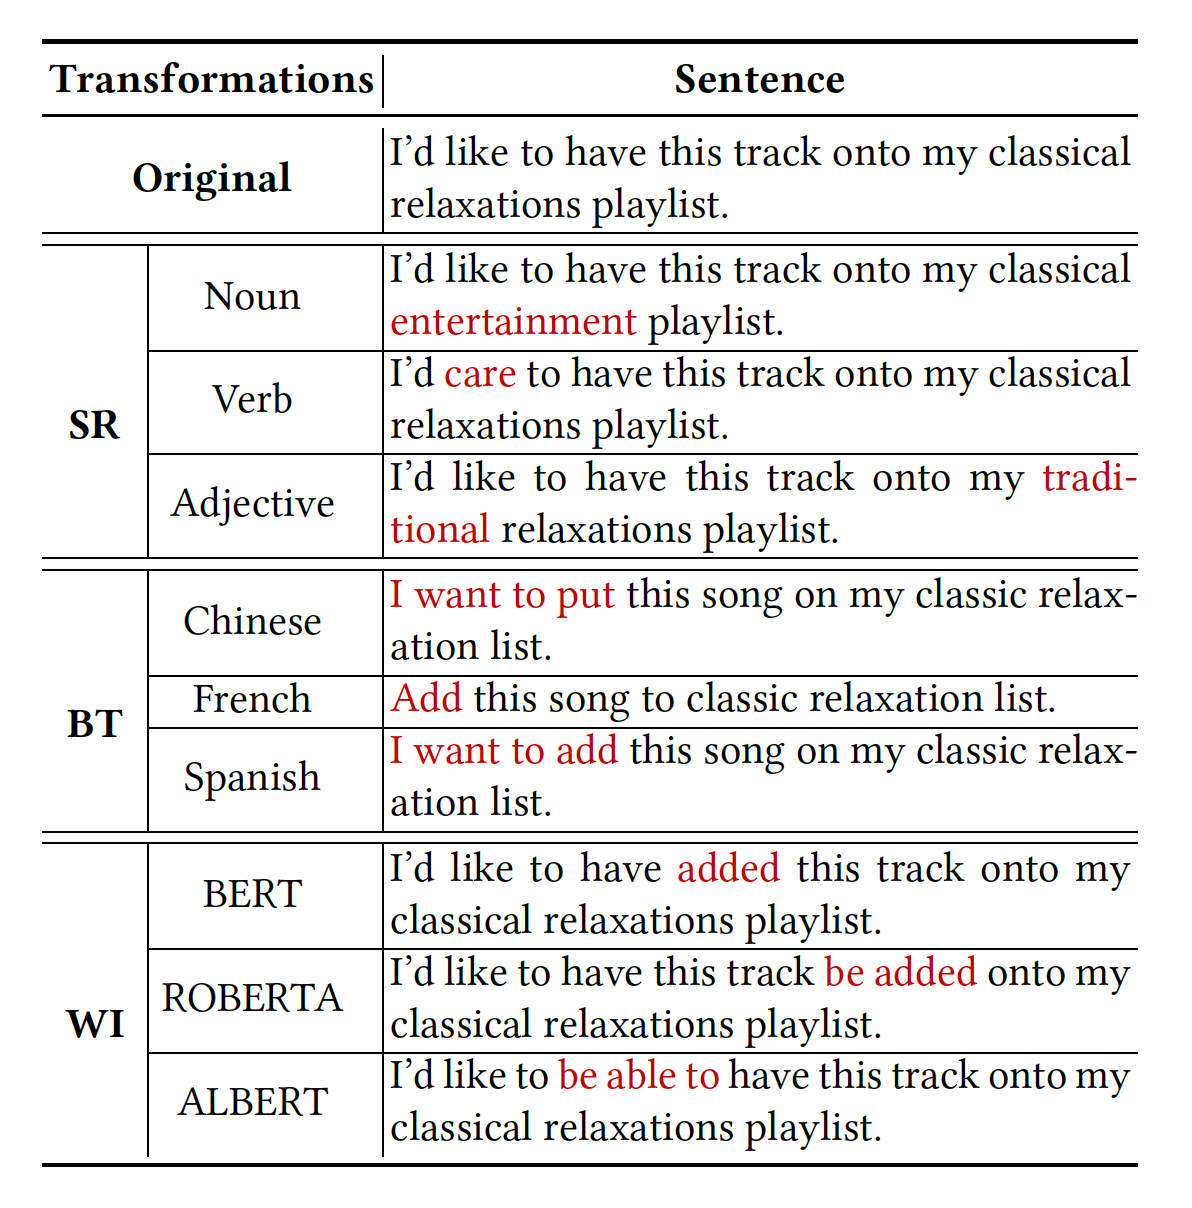 Transformations Sentence
Original
I’d like to have this track onto my classical
relaxations playlist.
SR
Noun
I’d like to have this track onto my classical
entertainment playlist.
Verb
I’d care to have this track onto my classical
relaxations playlist.
Adjective
I’d like to have this track onto my tradi-
tional relaxations playlist.
BT
Chinese
I want to put this song on my classic relax-
ation list.
French
Add this song to classic relaxation list.
Spanish
I want to add this song on my classic relax-
ation list.
WI
BERT
I’d like to have added this track onto my
classical relaxations playlist.
ROBERTA
I’d like to have this track be added onto my
classical relaxations playlist.
ALBERT
I’d like to be able to have this track onto my
classical relaxations playlist.